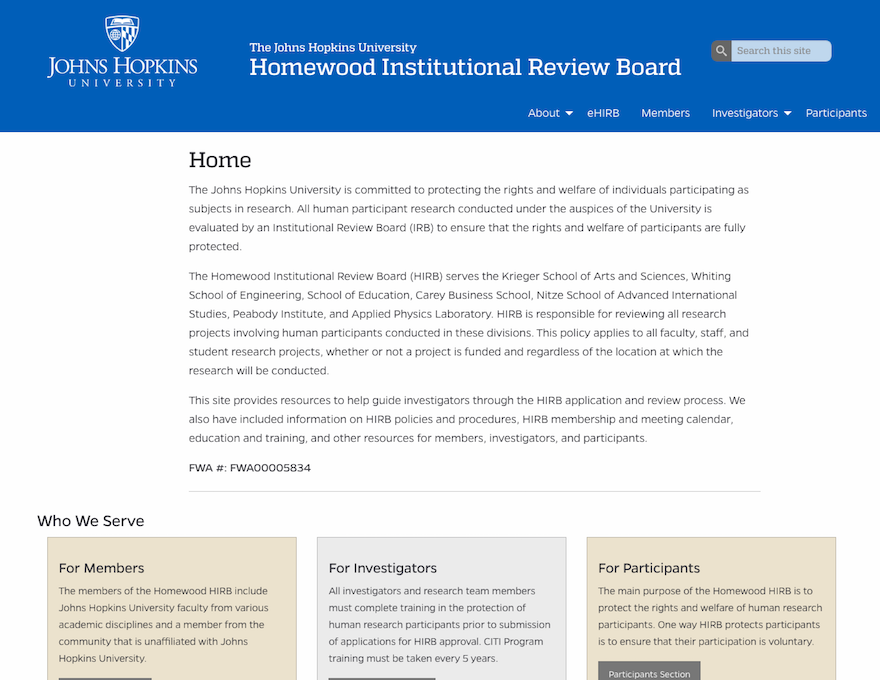 JOHNS HOPKINS
UNIVERSITY
The Johns Hopkins University
Homewood Institutional Review Board
Search this site
About
eHIRB
Members
Investigators
Participants
Home
The Johns Hopkins University is committed to protecting the rights and welfare of individuals participating as
subjects in research. All human participant research conducted under the auspices of the University is
evaluated by an Institutional Review Board (IRB) to ensure that the rights and welfare of participants are fully
protected.
The Homewood Institutional Review Board (HIRB) serves the Krieger School of Arts and Sciences, Whiting
School of Engineering, School of Education, Carey Business School, Nitze School of Advanced International
Studies, Peabody Institute, and Applied Physics Laboratory. HIRB is responsible for reviewing all research
projects involving human participants conducted in these divisions. This policy applies to all faculty, staff, and
student research projects, whether or not a project is funded and regardless of the location at which the
research will be conducted.
This site provides resources to help guide investigators through the HIRB application and review process. We
also have included information on HIRB policies and procedures, HIRB membership and meeting calendar,
education and training, and other resources for members, investigators, and participants.
FWA #: FWA00005834
Who We Serve
For Members
The members of the Homewood HIRB include
Johns Hopkins University faculty from various
academic disciplines and a member from the
community that is unaffiliated with Johns
Hopkins University.
For Investigators
All investigators and research team members
must complete training in the protection of
human research participants prior to submission
of applications for HIRB approval. CITI Program
training must be taken every 5 years.
For Participants
The main purpose of the Homewood HIRB is to
protect the rights and welfare of human research
participants. One way HIRB protects participants
is to ensure that their participation is voluntary.
Participants Section